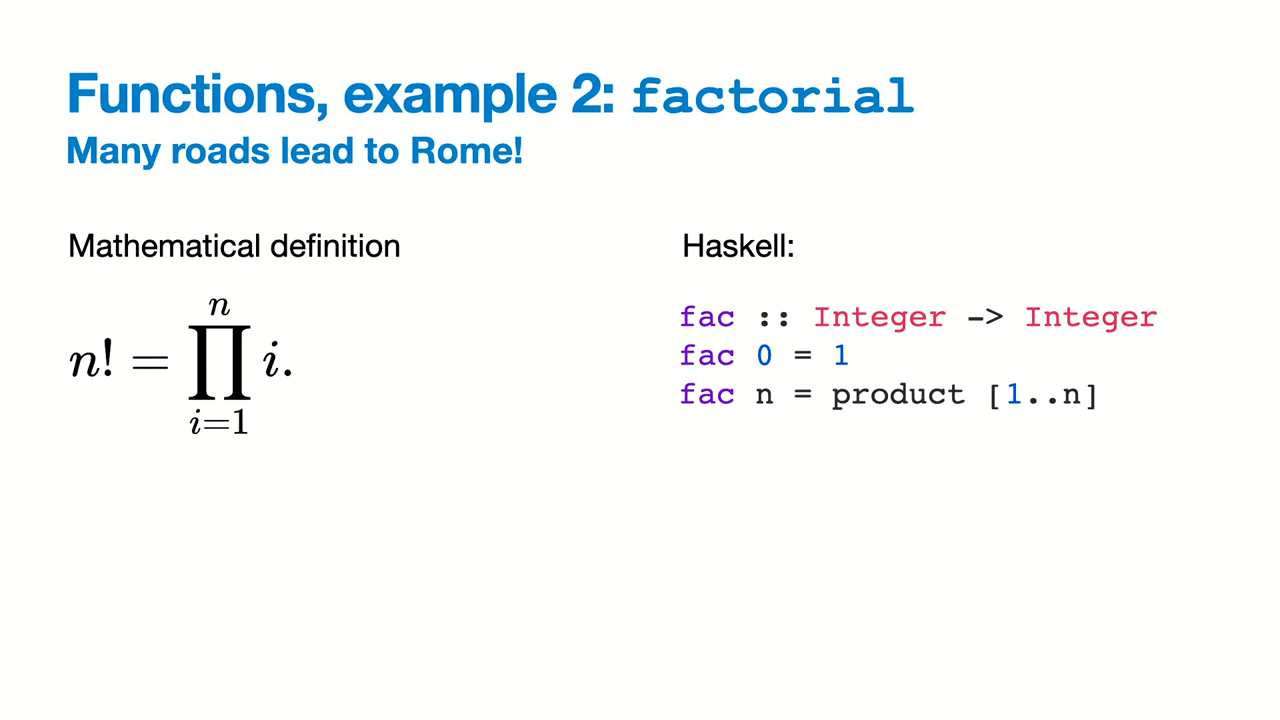 Functions, example 2: factorial
Many roads lead to Rome!
Mathematical definition
n! = ∏_{i=1}^{n} i.
Haskell:
fac :: Integer -> Integer
fac 0 = 1
fac n = product [1..n]